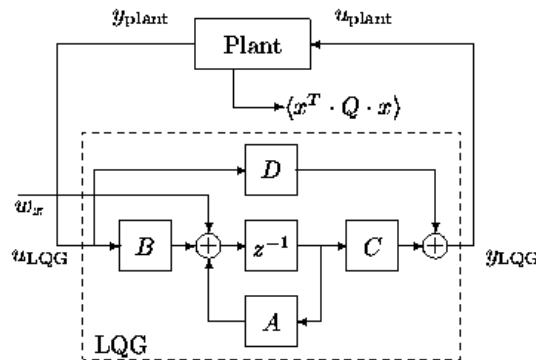 y_plant u_plant
Plant
⟨x^T · Q · x⟩
D
w_x
B + z^{-1} C +
u_LQG y_LQG
A
LQG